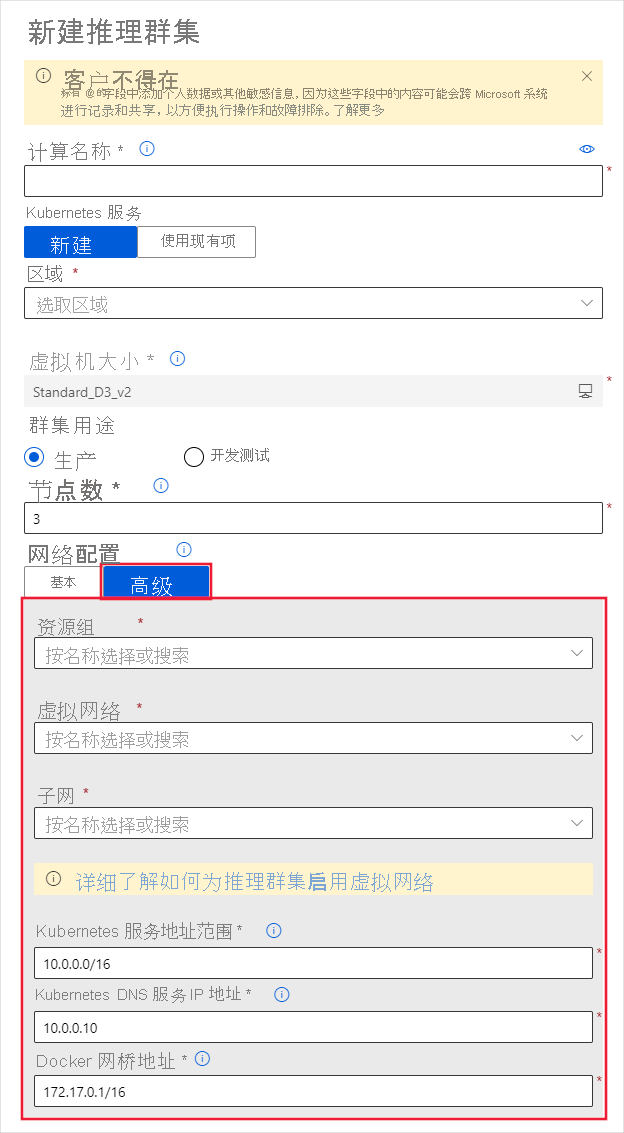 新建推理群集
客户不得在
标有 @ 的字段中添加个人数据或其他敏感信息, 因为这些字段中的内容可能会跨 Microsoft 系统
进行记录和共享, 以方便执行操作和故障排除。了解更多
计算名称 *
Kubernetes 服务
新建 使用现有项
区域 *
选取区域
虚拟机大小 *
Standard_D3_v2
群集用途
生产 开发测试
节点数 *
3
网络配置
基本 高级
资源组 *
按名称选择或搜索
虚拟网络 *
按名称选择或搜索
子网 *
按名称选择或搜索
详细了解如何为推理群集启用虚拟网络
Kubernetes 服务地址范围 *
10.0.0.0/16
Kubernetes DNS 服务 IP 地址 *
10.0.0.10
Docker 网桥地址 *
172.17.0.1/16